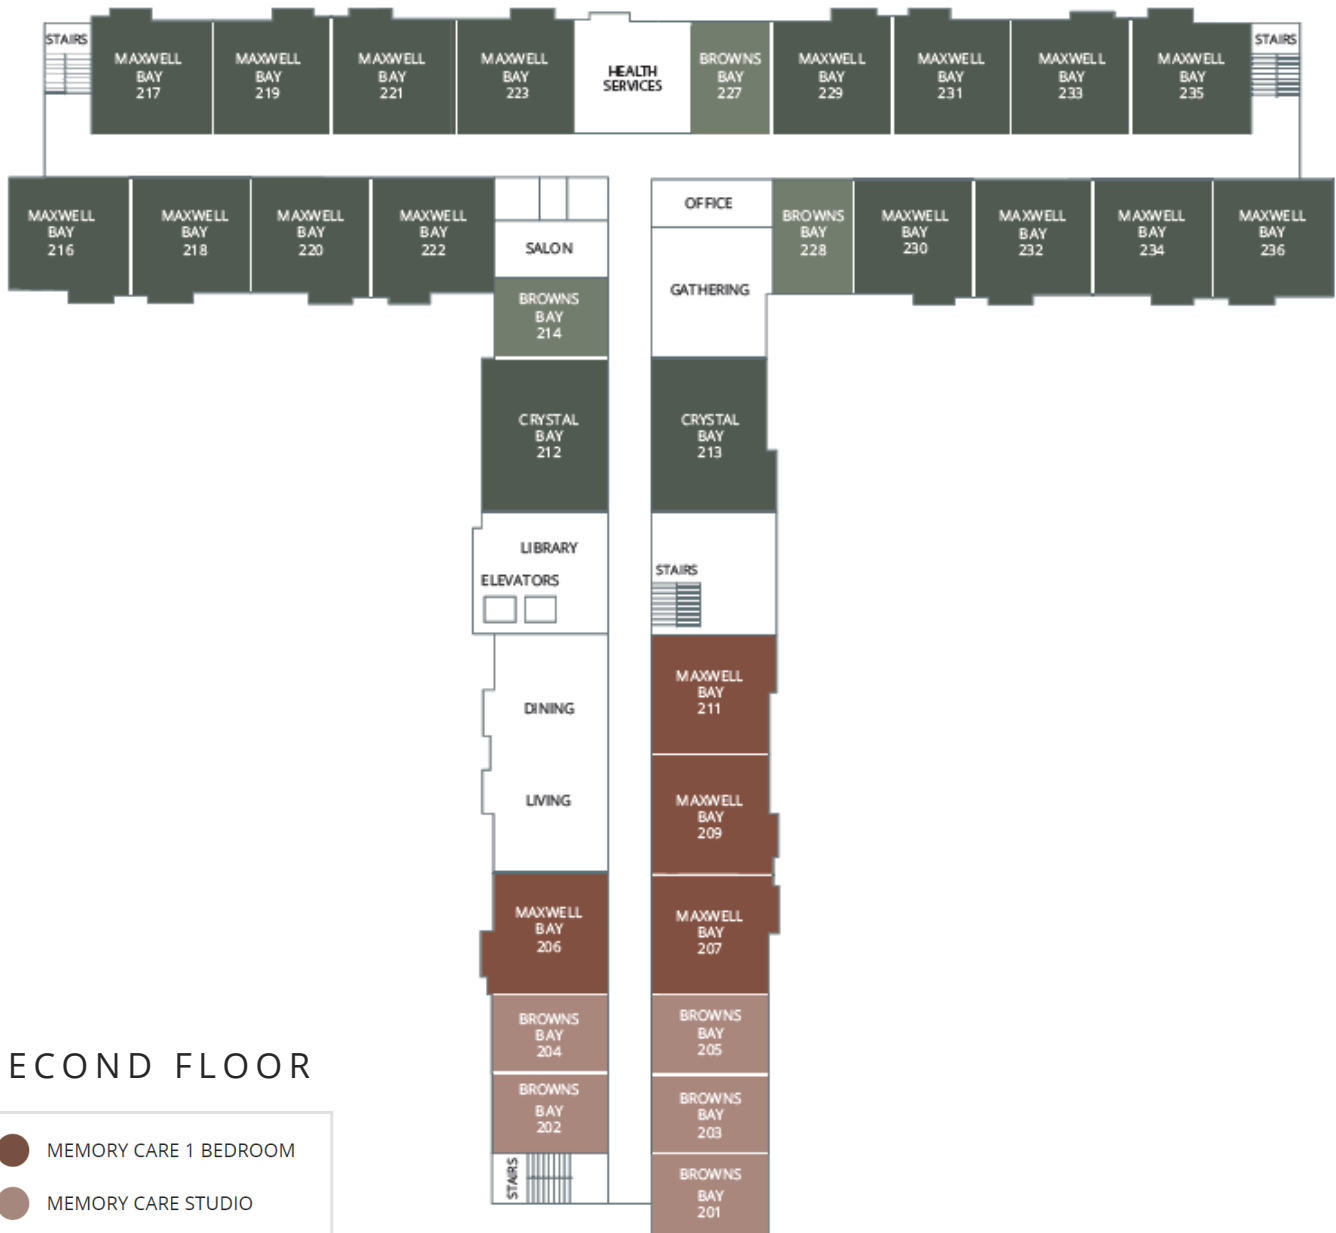 STAIRS
MAXWELL
BAY
217
MAXWELL
BAY
219
MAXWELL
BAY
221
MAXWELL
BAY
223
HEALTH
SERVICES
BROWNS
BAY
227
MAXWELL
BAY
229
MAXWELL
BAY
231
MAXWELL
BAY
233
MAXWELL
BAY
235
STAIRS
MAXWELL
BAY
216
MAXWELL
BAY
218
MAXWELL
BAY
220
MAXWELL
BAY
222
SALON
OFFICE
GATHERING
BROWNS
BAY
228
MAXWELL
BAY
230
MAXWELL
BAY
232
MAXWELL
BAY
234
MAXWELL
BAY
236
BROWNS
BAY
214
CRYSTAL
BAY
212
CRYSTAL
BAY
213
LIBRARY
ELEVATORS
STAIRS
DINING
MAXWELL
BAY
211
LIVING
MAXWELL
BAY
209
MAXWELL
BAY
206
MAXWELL
BAY
207
BROWNS
BAY
204
BROWNS
BAY
205
BROWNS
BAY
202
BROWNS
BAY
203
STAIRS
BROWNS
BAY
201
ECOND FLOOR
MEMORY CARE 1 BEDROOM
MEMORY CARE STUDIO